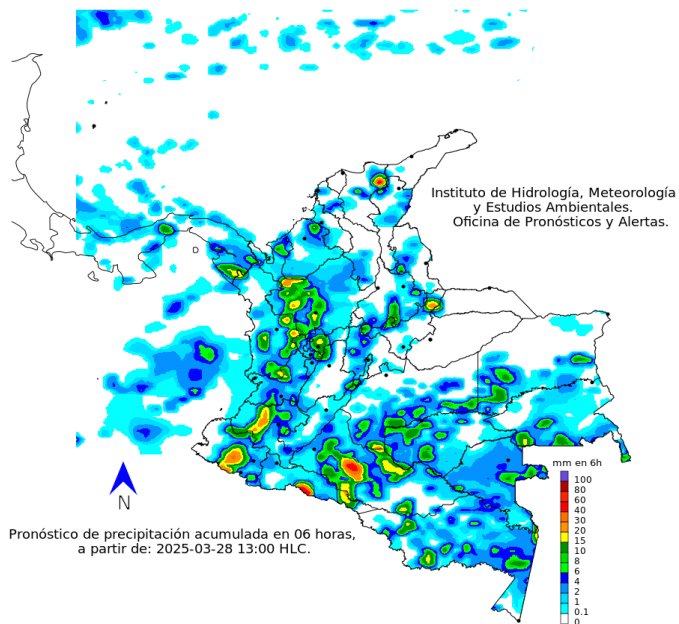 Instituto de Hidrología, Meteorología
y Estudios Ambientales.
Oficina de Pronósticos y Alertas.
mm en 6h
100
80
60
40
30
20
15
10
8
6
4
2
1
0.1
0
N
Pronóstico de precipitación acumulada en 06 horas,
a partir de: 2025-03-28 13:00 HLC.